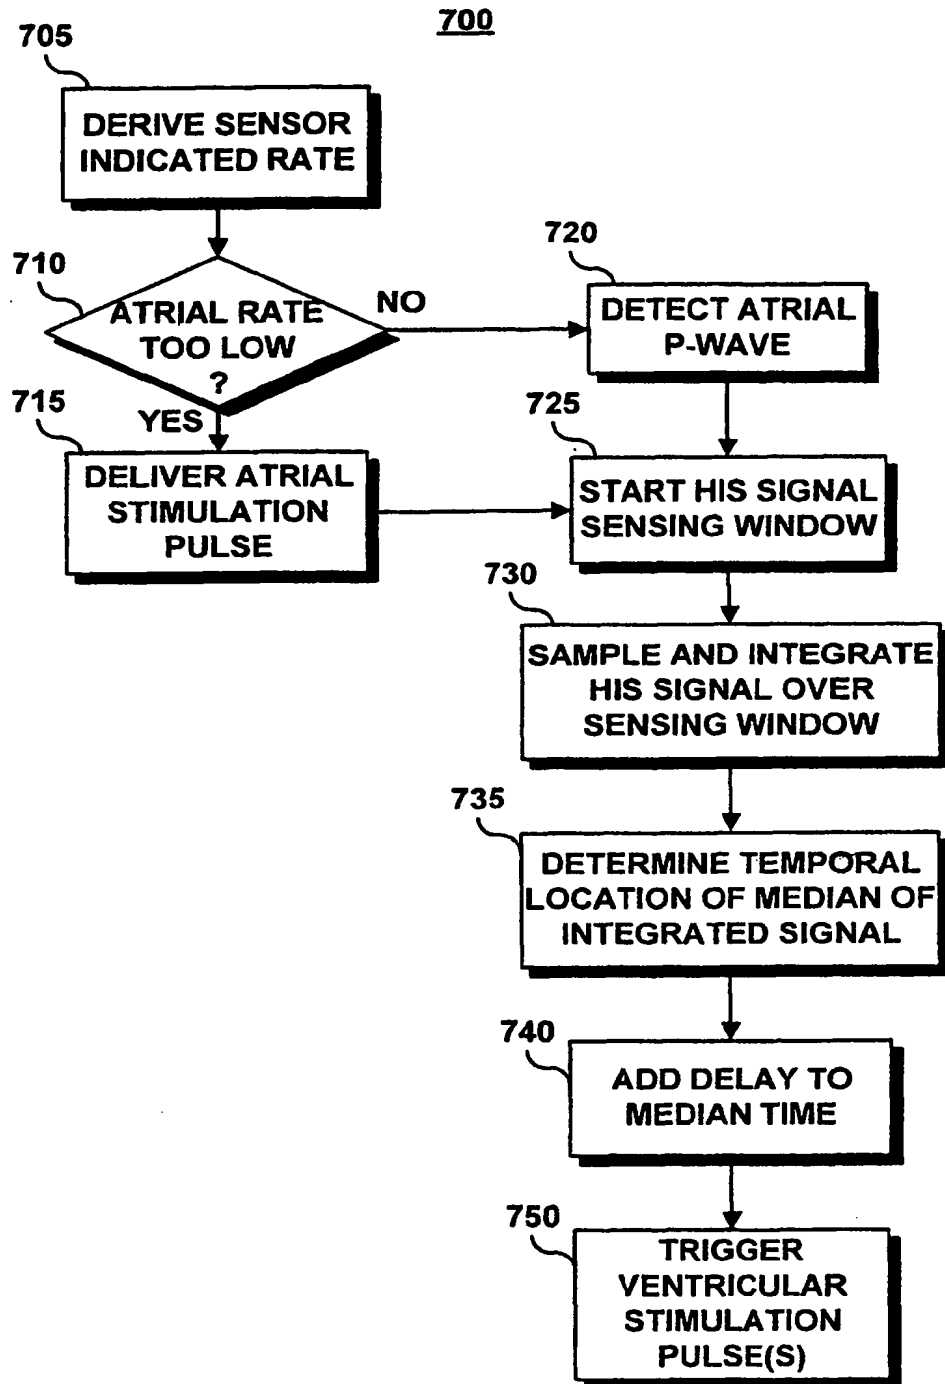 700
705
DERIVE SENSOR
INDICATED RATE
710
ATRIAL RATE
TOO LOW
?
NO
YES
715
DELIVER ATRIAL
STIMULATION
PULSE
720
DETECT ATRIAL
P-WAVE
725
START HIS SIGNAL
SENSING WINDOW
730
SAMPLE AND INTEGRATE
HIS SIGNAL OVER
SENSING WINDOW
735
DETERMINE TEMPORAL
LOCATION OF MEDIAN OF
INTEGRATED SIGNAL
740
ADD DELAY TO
MEDIAN TIME
750
TRIGGER
VENTRICULAR
STIMULATION
PULSE(S)